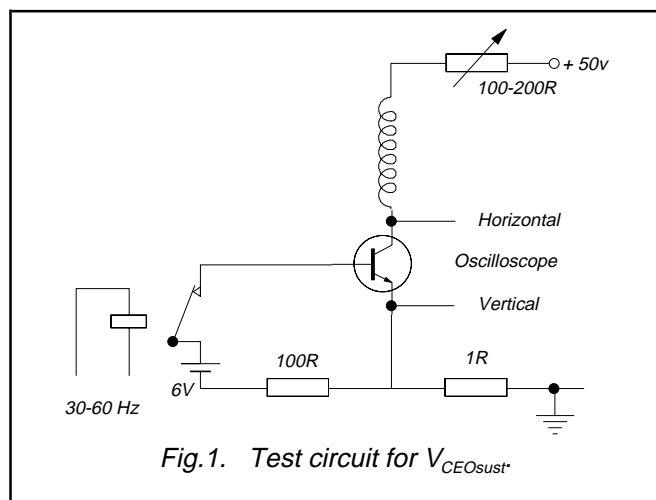 + 50v
100-200R
Horizontal
Oscilloscope
Vertical
100R
1R
6V
30-60 Hz
Fig.1. Test circuit for VCEOsust.